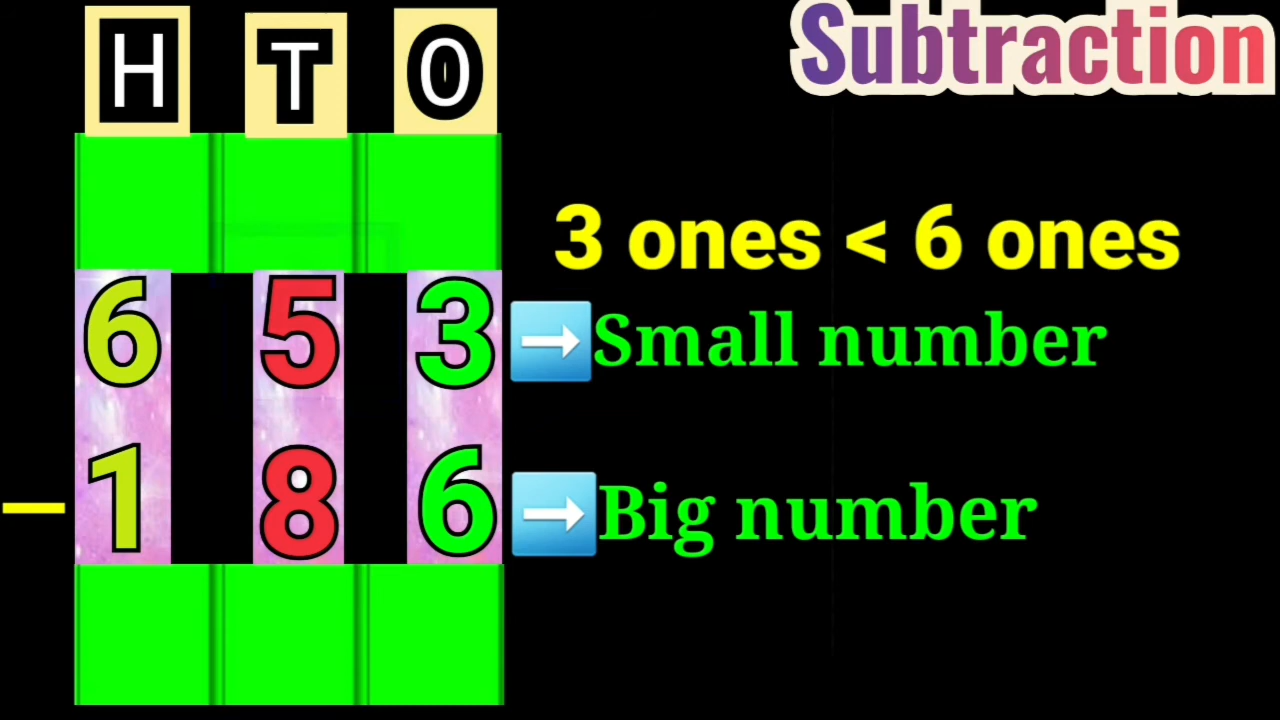 Subtraction
H T O
3 ones < 6 ones
6 5 3 ➡ Small number
- 1 8 6 ➡ Big number